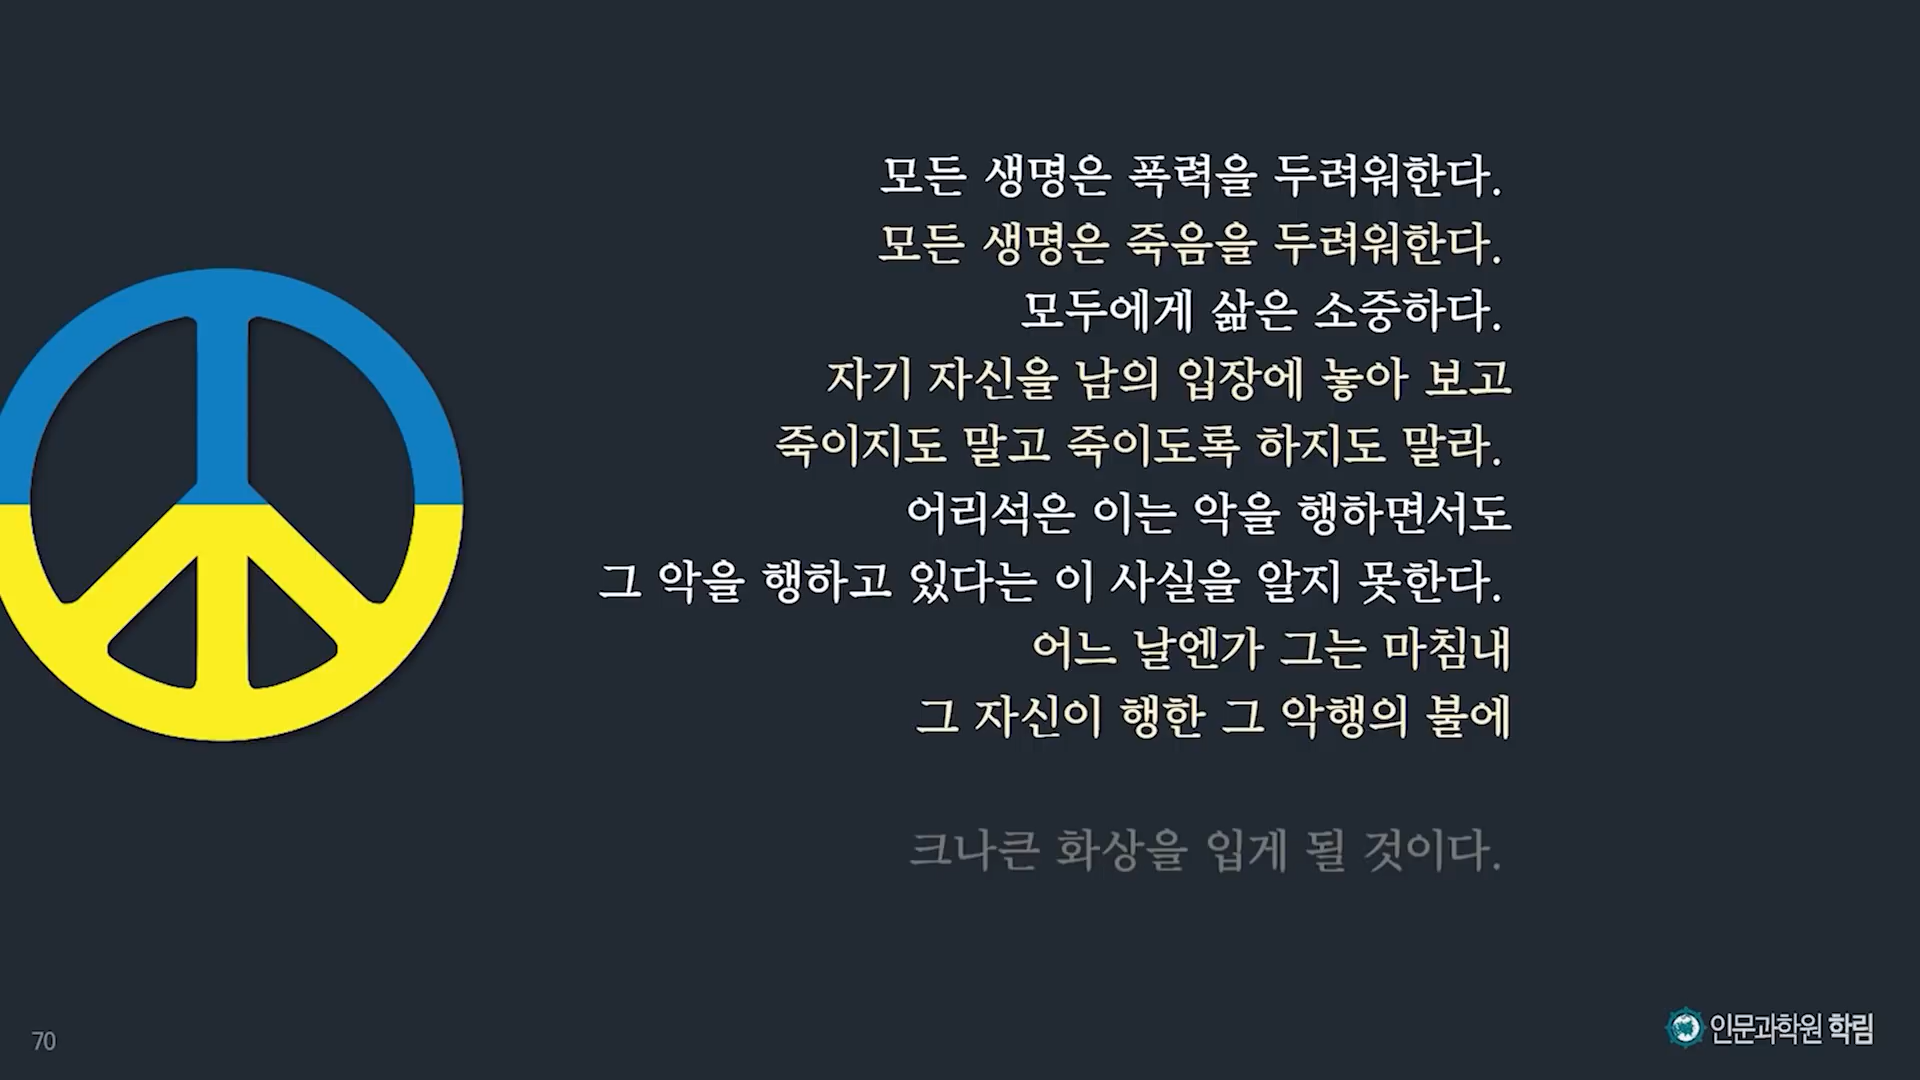 모든 생명은 폭력을 두려워한다.
모든 생명은 죽음을 두려워한다.
모두에게 삶은 소중하다.
자기 자신을 남의 입장에 놓아 보고
죽이지도 말고 죽이도록 하지도 말라.
어리석은 이는 악을 행하면서도
그 악을 행하고 있다는 이 사실을 알지 못한다.
어느 날엔가 그는 마침내
그 자신이 행한 그 악행의 불에
크나큰 화상을 입게 될 것이다.
70
인문과학원 학림